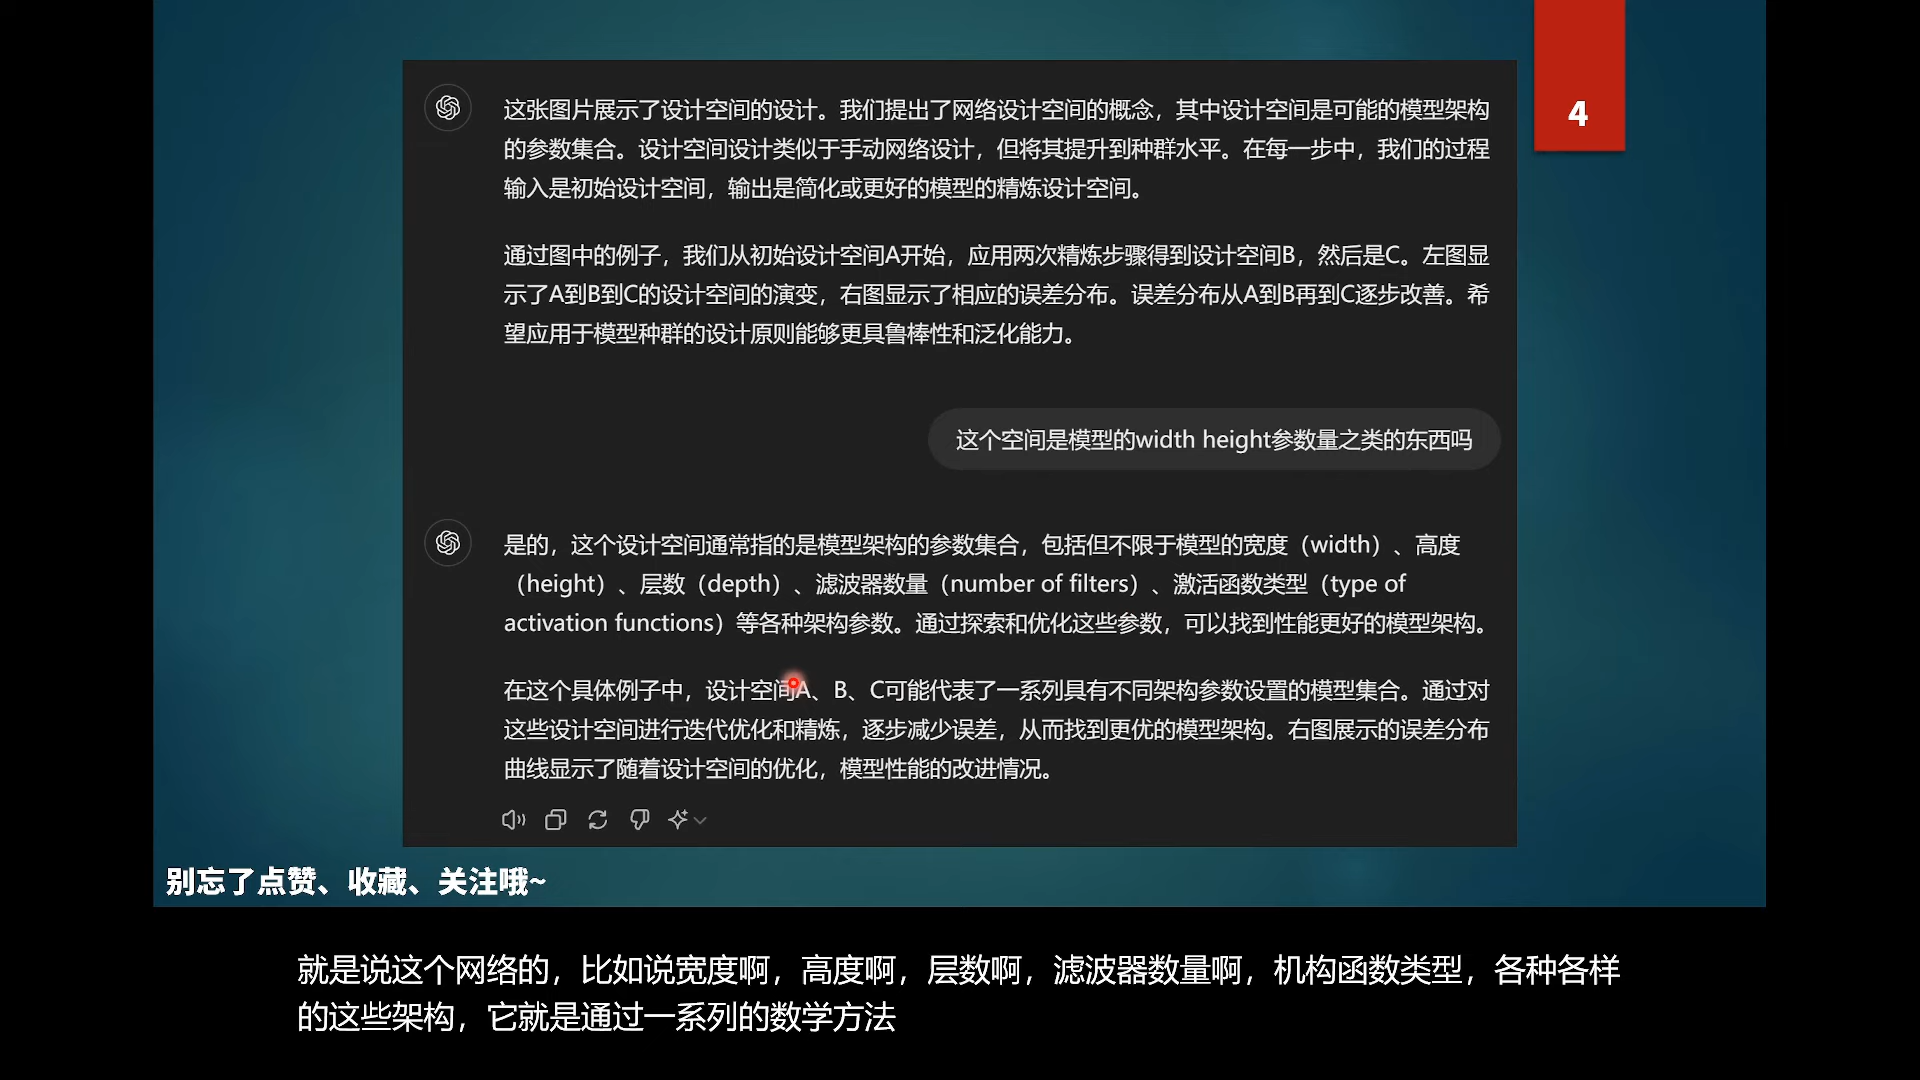 4
这张图片展示了设计空间的设计。我们提出了网络设计空间的概念，其中设计空间是可能的模型架构
的参数集合。设计空间设计类似于手动网络设计，但将其提升到种群水平。在每一步中，我们的过程
输入是初始设计空间，输出是简化或更好的模型的精炼设计空间。
通过图中的例子，我们从初始设计空间A开始，应用两次精炼步骤得到设计空间B，然后是C。左图显
示了A到B到C的设计空间的演变，右图显示了相应的误差分布。误差分布从A到B再到C逐步改善。希
望应用于模型种群的设计原则能够更具鲁棒性和泛化能力。
这个空间是模型的width height参数量之类的东西吗
是的，这个设计空间通常指的是模型架构的参数集合，包括但不限于模型的宽度（width）、高度
（height）、层数（depth）、滤波器数量（number of filters）、激活函数类型（type of
activation functions）等各种架构参数。通过探索和优化这些参数，可以找到性能更好的模型架构。
在这个具体例子中，设计空间A、B、C可能代表了一系列具有不同架构参数设置的模型集合。通过对
这些设计空间进行迭代优化和精炼，逐步减少误差，从而找到更优的模型架构。右图展示的误差分布
曲线显示了随着设计空间的优化，模型性能的改进情况。
别忘了点赞、收藏、关注哦~
就是说这个网络的，比如说宽度啊，高度啊，层数啊，滤波器数量啊，机构函数类型，各种各样
的这些架构，它就是通过一系列的数学方法